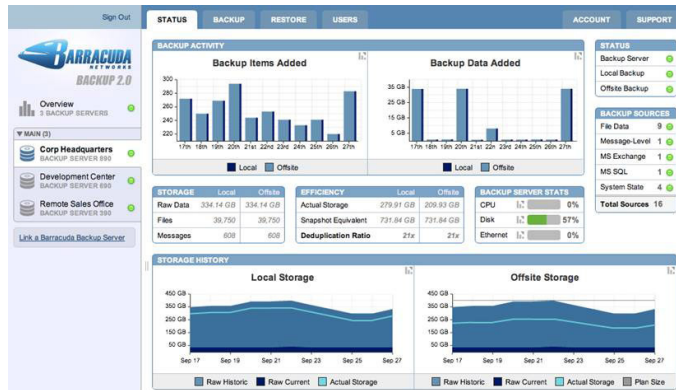 Sign Out
STATUS BACKUP RESTORE USERS ACCOUNT SUPPORT
BARRACUDA
NETWORKS
BACKUP 2.0
Overview
3 BACKUP SERVERS
▼ MAIN (3)
Corp Headquarters
BACKUP SERVER 890
Development Center
BACKUP SERVER 690
Remote Sales Office
BACKUP SERVER 390
Link a Barracuda Backup Server
BACKUP ACTIVITY
Backup Items Added
300
280
260
240
220
17th 18th 19th 20th 21st 22nd 23rd 24th 25th 26th 27th
Local Offsite
Backup Data Added
35 GB
25 GB
15 GB
5 GB
17th 18th 19th 20th 21st 22nd 23rd 24th 25th 26th 27th
Local Offsite
STATUS
Backup Server
Local Backup
Offsite Backup
BACKUP SOURCES
File Data 9
Message-Level 1
MS Exchange 1
MS SQL 1
System State 4
Total Sources 16
STORAGE Local Offsite
Raw Data 334.14 GB 334.14 GB
Files 39,750 39,750
Messages 608 608
EFFICIENCY Local Offsite
Actual Storage 279.91 GB 209.93 GB
Snapshot Equivalent 731.84 GB 731.84 GB
Deduplication Ratio 21x 21x
BACKUP SERVER STATS
CPU 0%
Disk 57%
Ethernet 0%
STORAGE HISTORY
Local Storage
450 GB
350 GB
250 GB
150 GB
50 GB
Sep 17 Sep 19 Sep 21 Sep 23 Sep 25 Sep 27
Raw Historic Raw Current Actual Storage
Offsite Storage
450 GB
350 GB
250 GB
150 GB
50 GB
Sep 17 Sep 19 Sep 21 Sep 23 Sep 25 Sep 27
Raw Historic Raw Current Actual Storage Plan Size